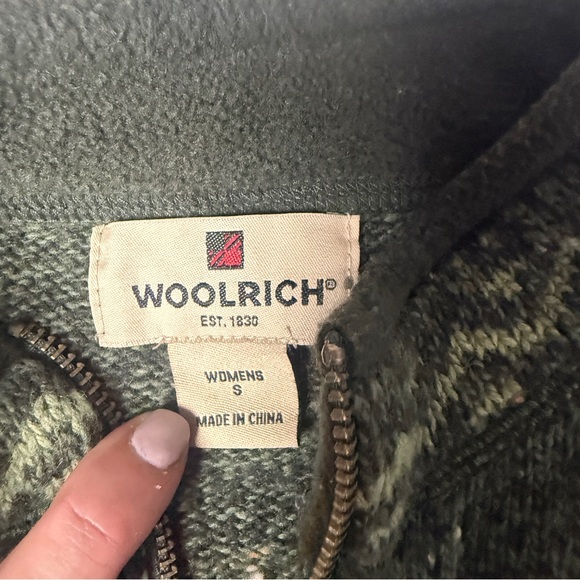 WOOLRICH®
EST. 1830
WOMENS
S
MADE IN CHINA